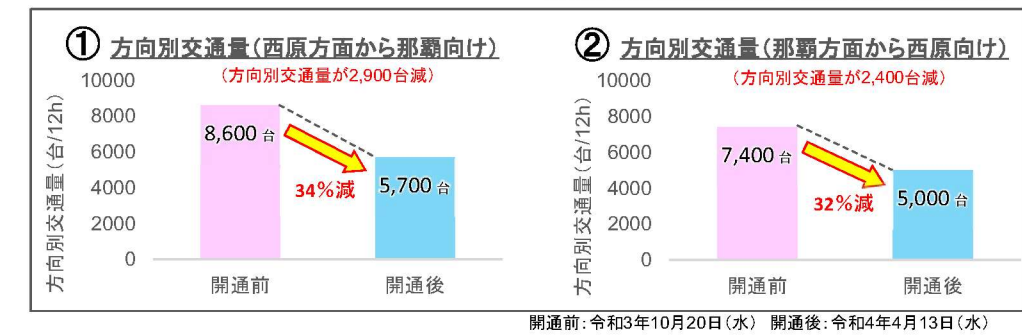 ① 方向別交通量(西原方面から那覇向け)
(方向別交通量が2,900台減)
方向別交通量(台/12h)
10000
8000
6000
4000
2000
0
8,600 台
34%減
5,700 台
開通前
開通後
② 方向別交通量(那覇方面から西原向け)
(方向別交通量が2,400台減)
方向別交通量(台/12h)
10000
8000
6000
4000
2000
0
7,400 台
32%減
5,000 台
開通前
開通後
開通前:令和3年10月20日(水) 開通後:令和4年4月13日(水)